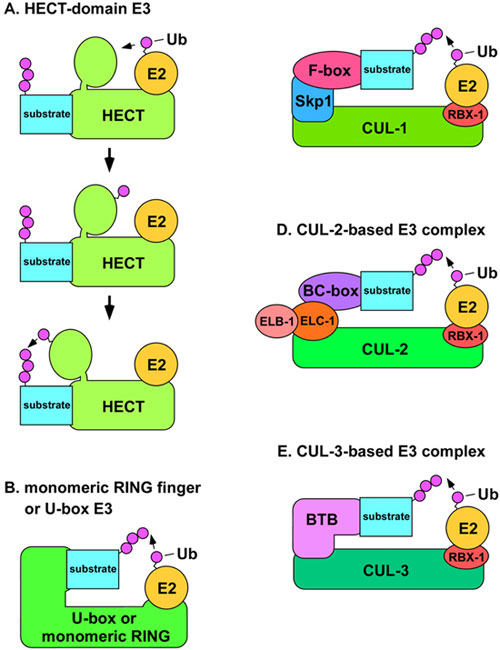 A. HECT-domain E3
Ub
E2
substrate
HECT
E2
substrate
HECT
E2
substrate
HECT
B. monomeric RING finger
or U-box E3
Ub
substrate
E2
U-box or
monomeric RING
Ub
F-box
substrate
Skp1
E2
RBX-1
CUL-1
D. CUL-2-based E3 complex
Ub
BC-box
substrate
ELB-1
ELC-1
E2
RBX-1
CUL-2
E. CUL-3-based E3 complex
Ub
BTB
substrate
E2
RBX-1
CUL-3